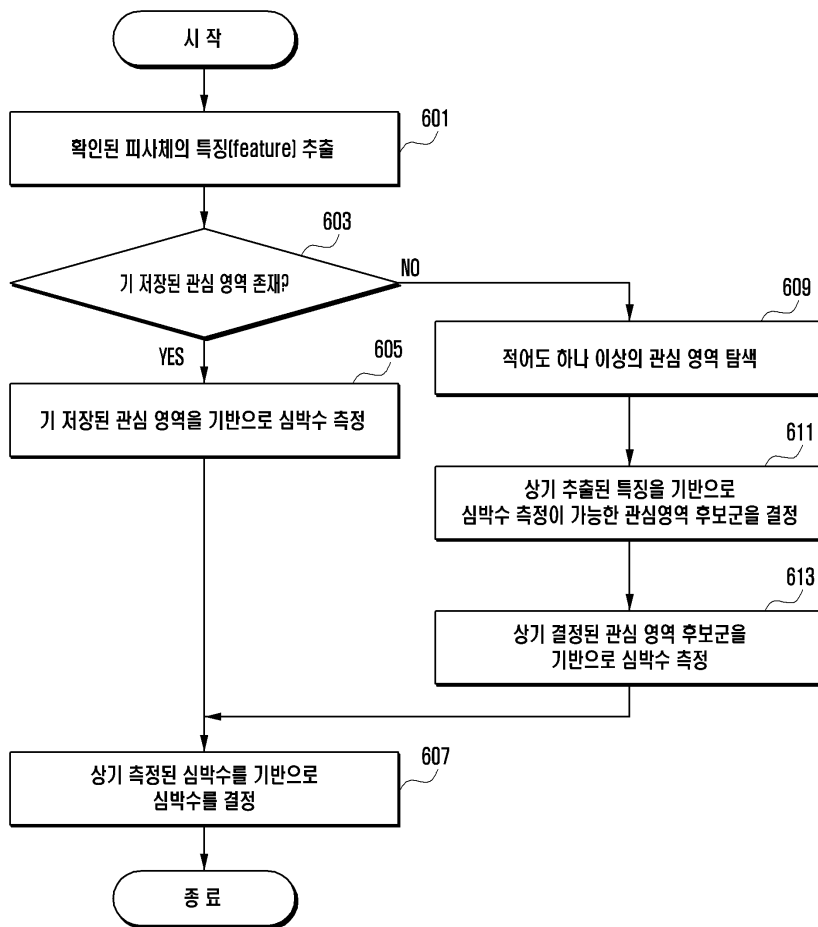 시 작
601
확인된 피사체의 특징(feature) 추출
603
기 저장된 관심 영역 존재?
NO
YES
605
기 저장된 관심 영역을 기반으로 심박수 측정
609
적어도 하나 이상의 관심 영역 탐색
611
상기 추출된 특징을 기반으로
심박수 측정이 가능한 관심영역 후보군을 결정
613
상기 결정된 관심 영역 후보군을
기반으로 심박수 측정
607
상기 측정된 심박수를 기반으로
심박수를 결정
종 료